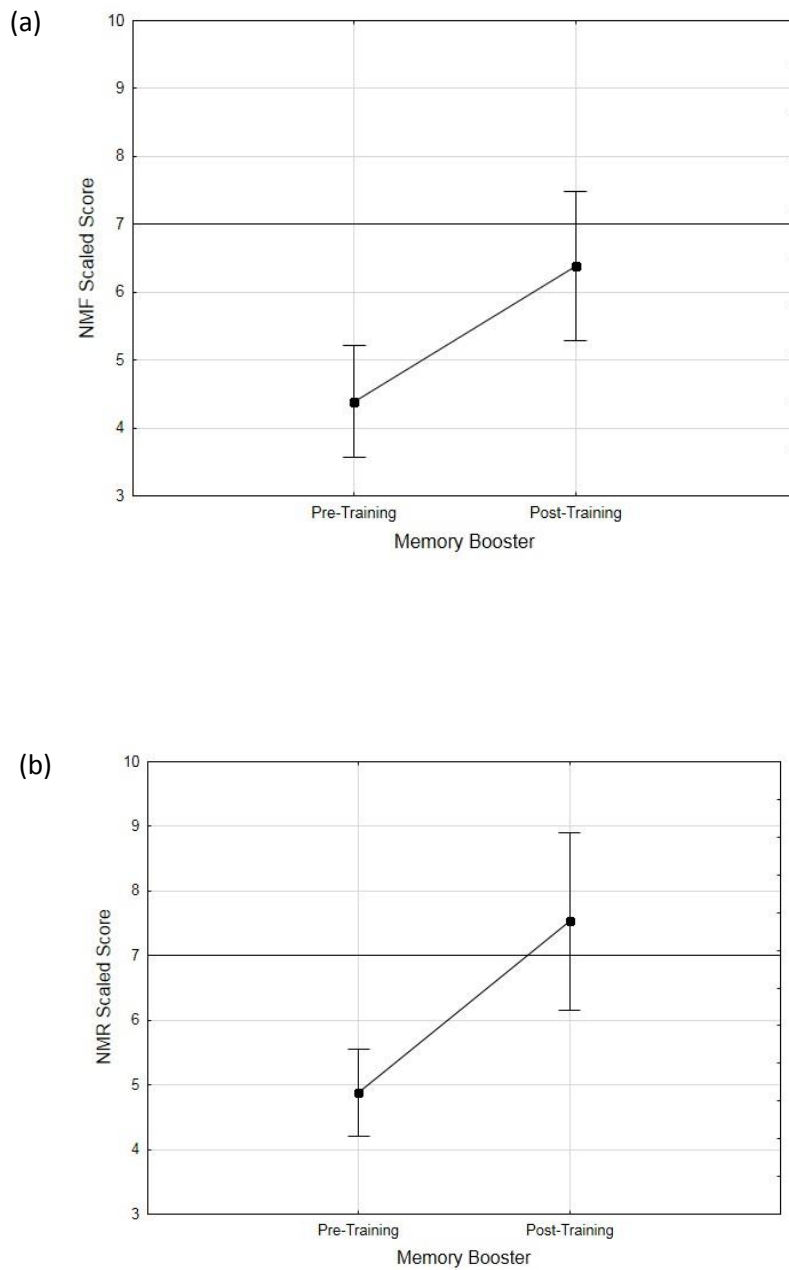 (a)
10
9
8
7
6
5
4
3
NMF Scaled Score
Pre-Training Post-Training
Memory Booster
(b)
10
9
8
7
6
5
4
3
NMR Scaled Score
Pre-Training Post-Training
Memory Booster